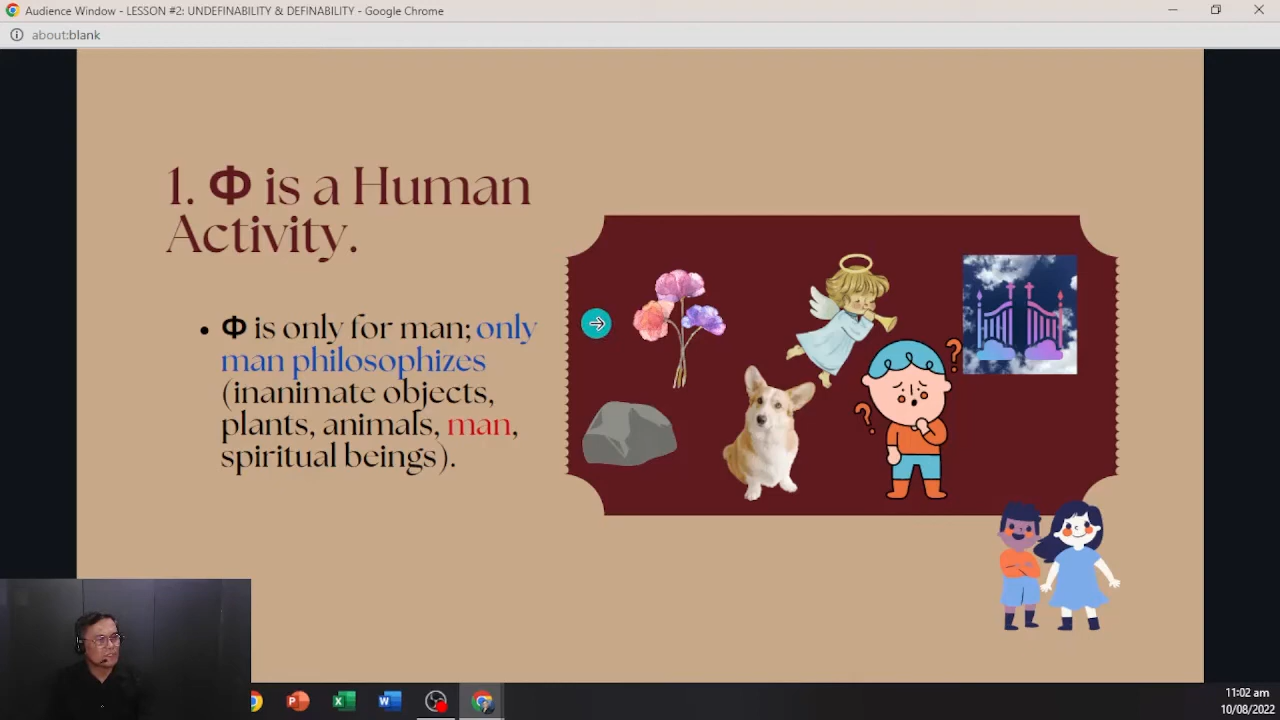 Audience Window - LESSON #2: UNDEFINABILITY & DEFINABILITY - Google Chrome
about:blank
1. Φ is a Human
Activity.
• Φ is only for man; only
man philosophizes
(inanimate objects,
plants, animals, man,
spiritual beings).
?
?
11:02 am
10/08/2022